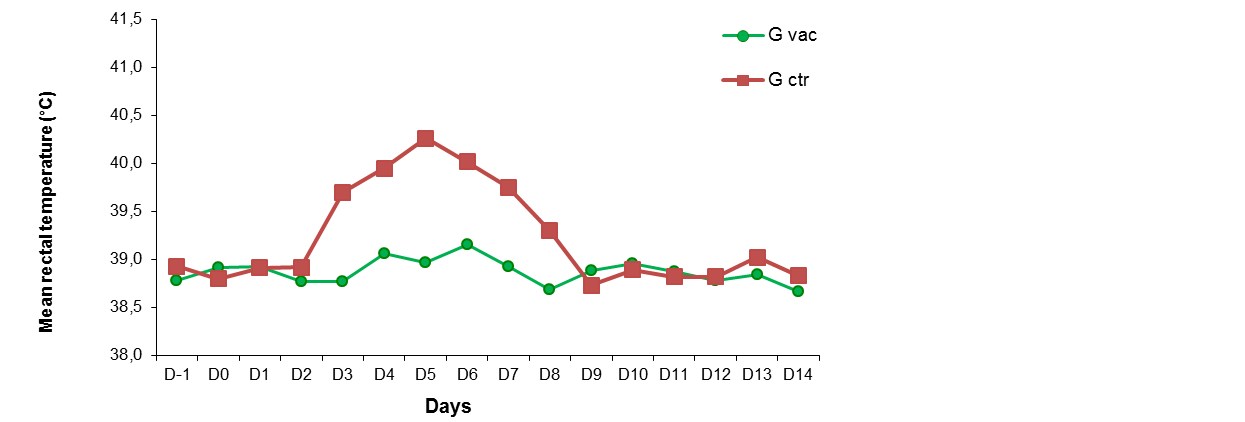 41,5
41,0
40,5
40,0
39,5
39,0
38,5
38,0
Mean rectal temperature (°C)
G vac
G ctr
D-1 D0 D1 D2 D3 D4 D5 D6 D7 D8 D9 D10 D11 D12 D13 D14
Days